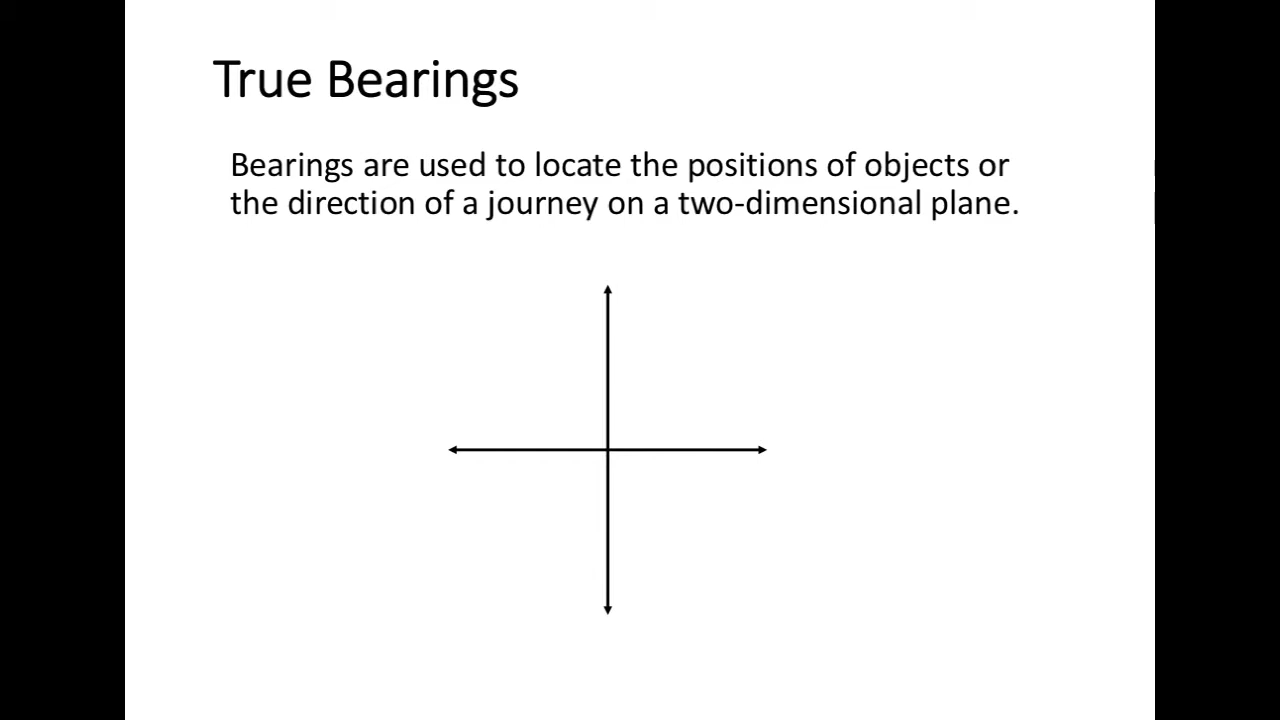 True Bearings
Bearings are used to locate the positions of objects or
the direction of a journey on a two-dimensional plane.